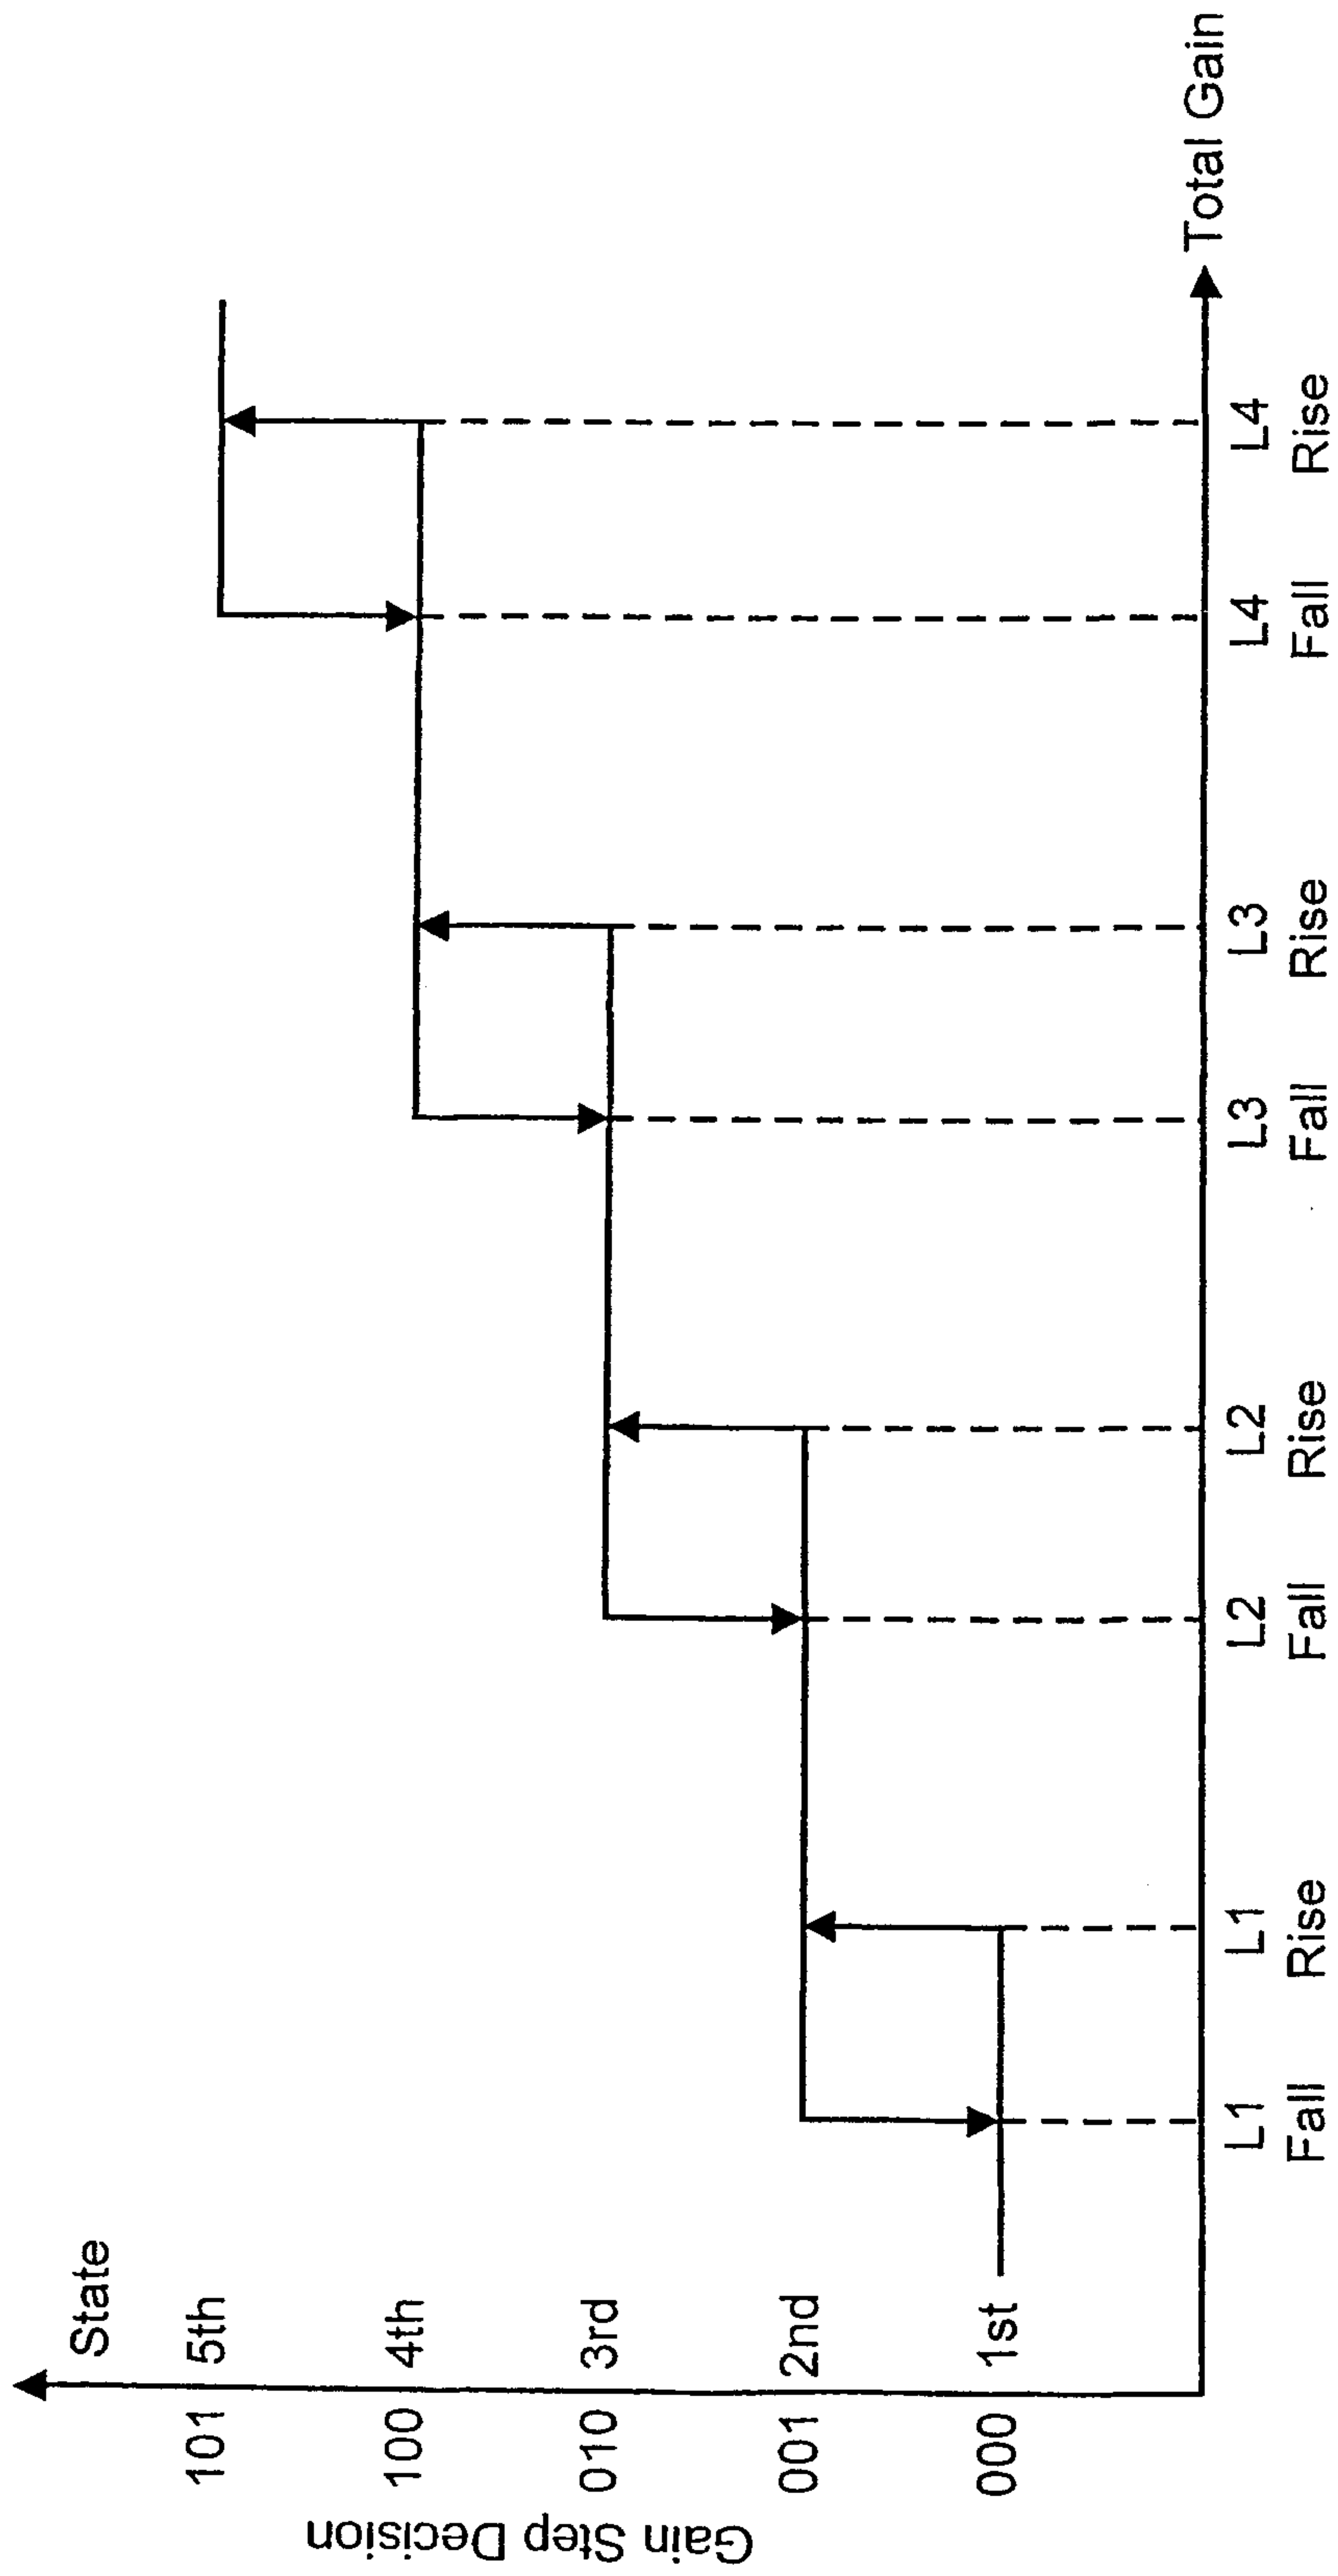 State
101 5th
100 4th
010 3rd
001 2nd
000 1st
Gain Step Decision
L1 L1 L2 L2 L3 L3 L4 L4
Fall Rise Fall Rise Fall Rise Fall Rise
Total Gain